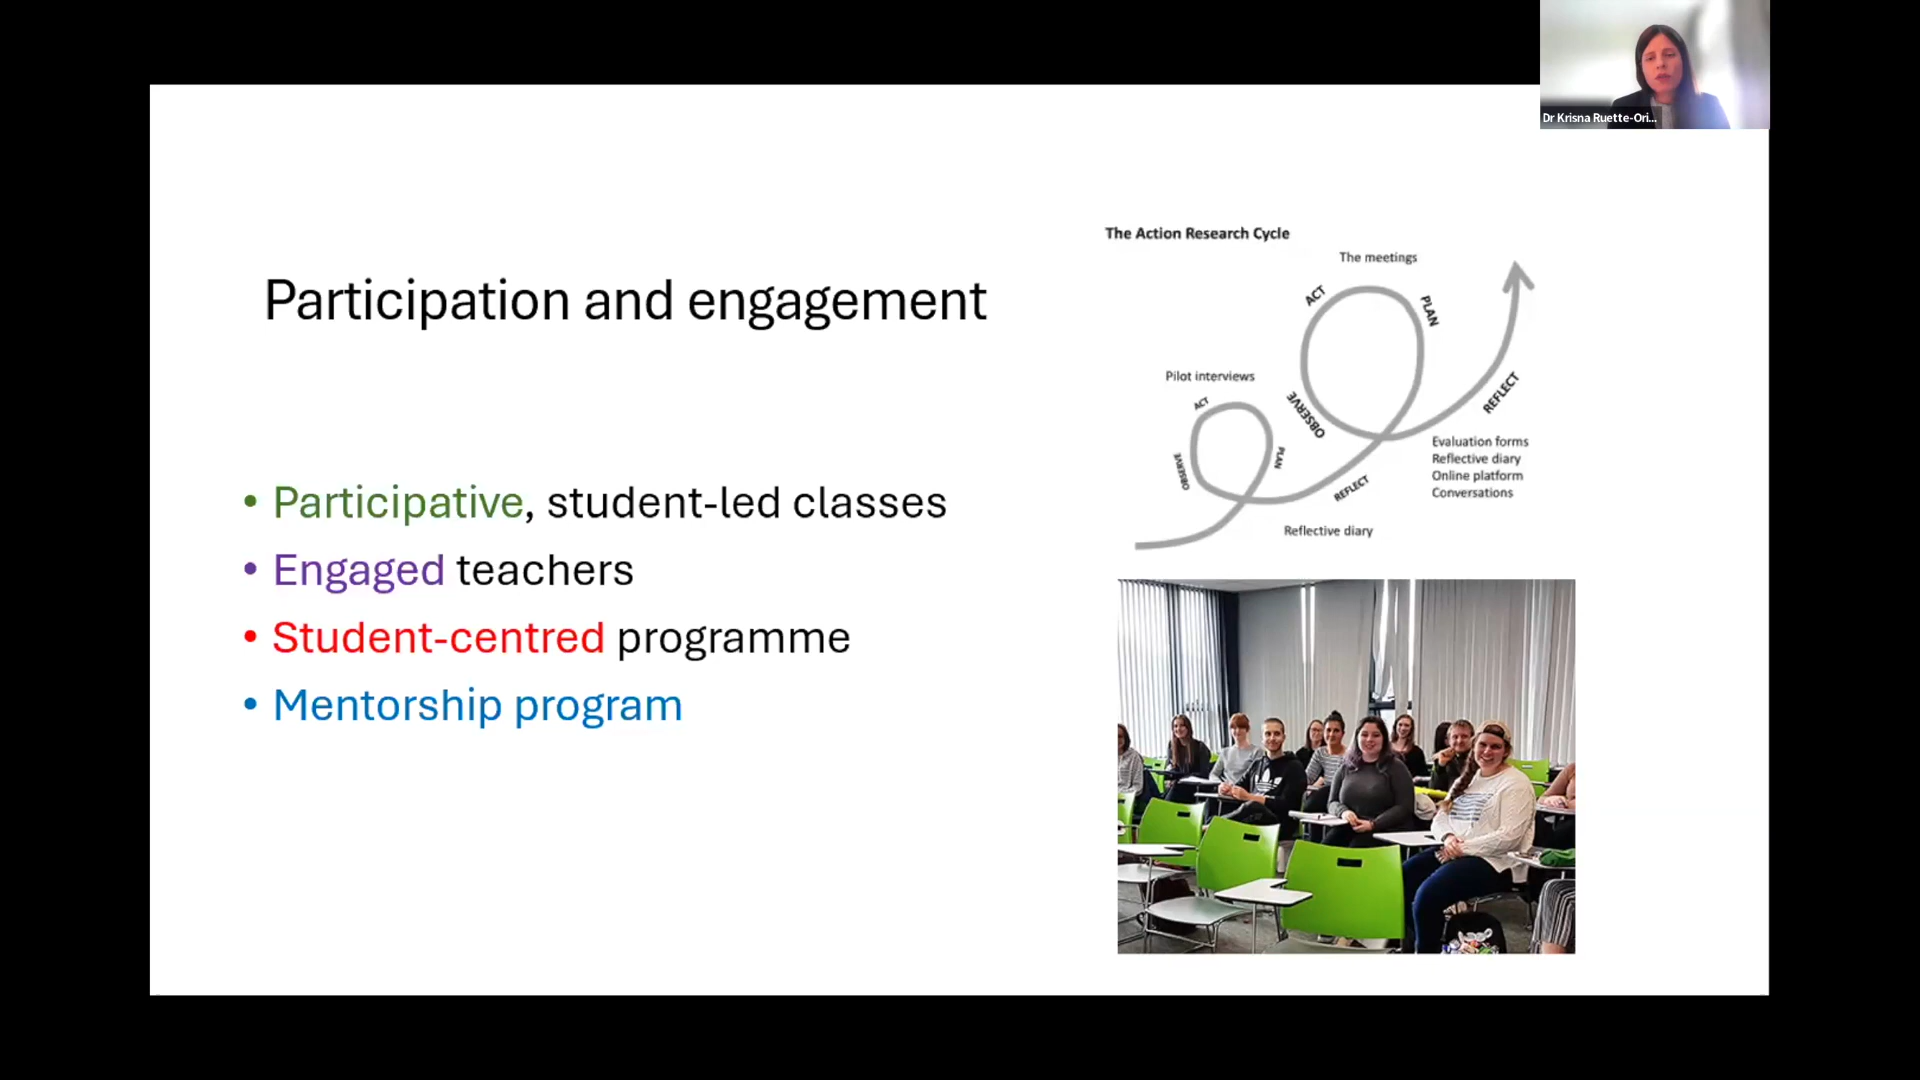 Dr Krisna Ruette-Ori...
Participation and engagement
• Participative, student-led classes
• Engaged teachers
• Student-centred programme
• Mentorship program
The Action Research Cycle
The meetings
ACT
PLAN
OBSERVE
REFLECT
Pilot interviews
ACT
PLAN
OBSERVE
REFLECT
Evaluation forms
Reflective diary
Online platform
Conversations
Reflective diary